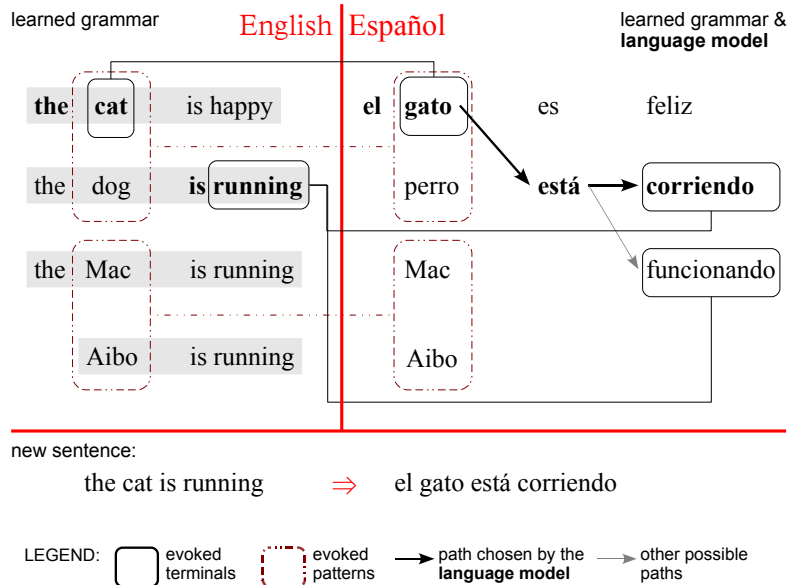 learned grammar
English Español
learned grammar &
language model
the cat is happy el gato es feliz
the dog is running perro está corriendo
the Mac is running Mac funcionando
Aibo is running Aibo
new sentence:
the cat is running ⇒ el gato está corriendo
LEGEND: evoked terminals evoked patterns path chosen by the language model other possible paths